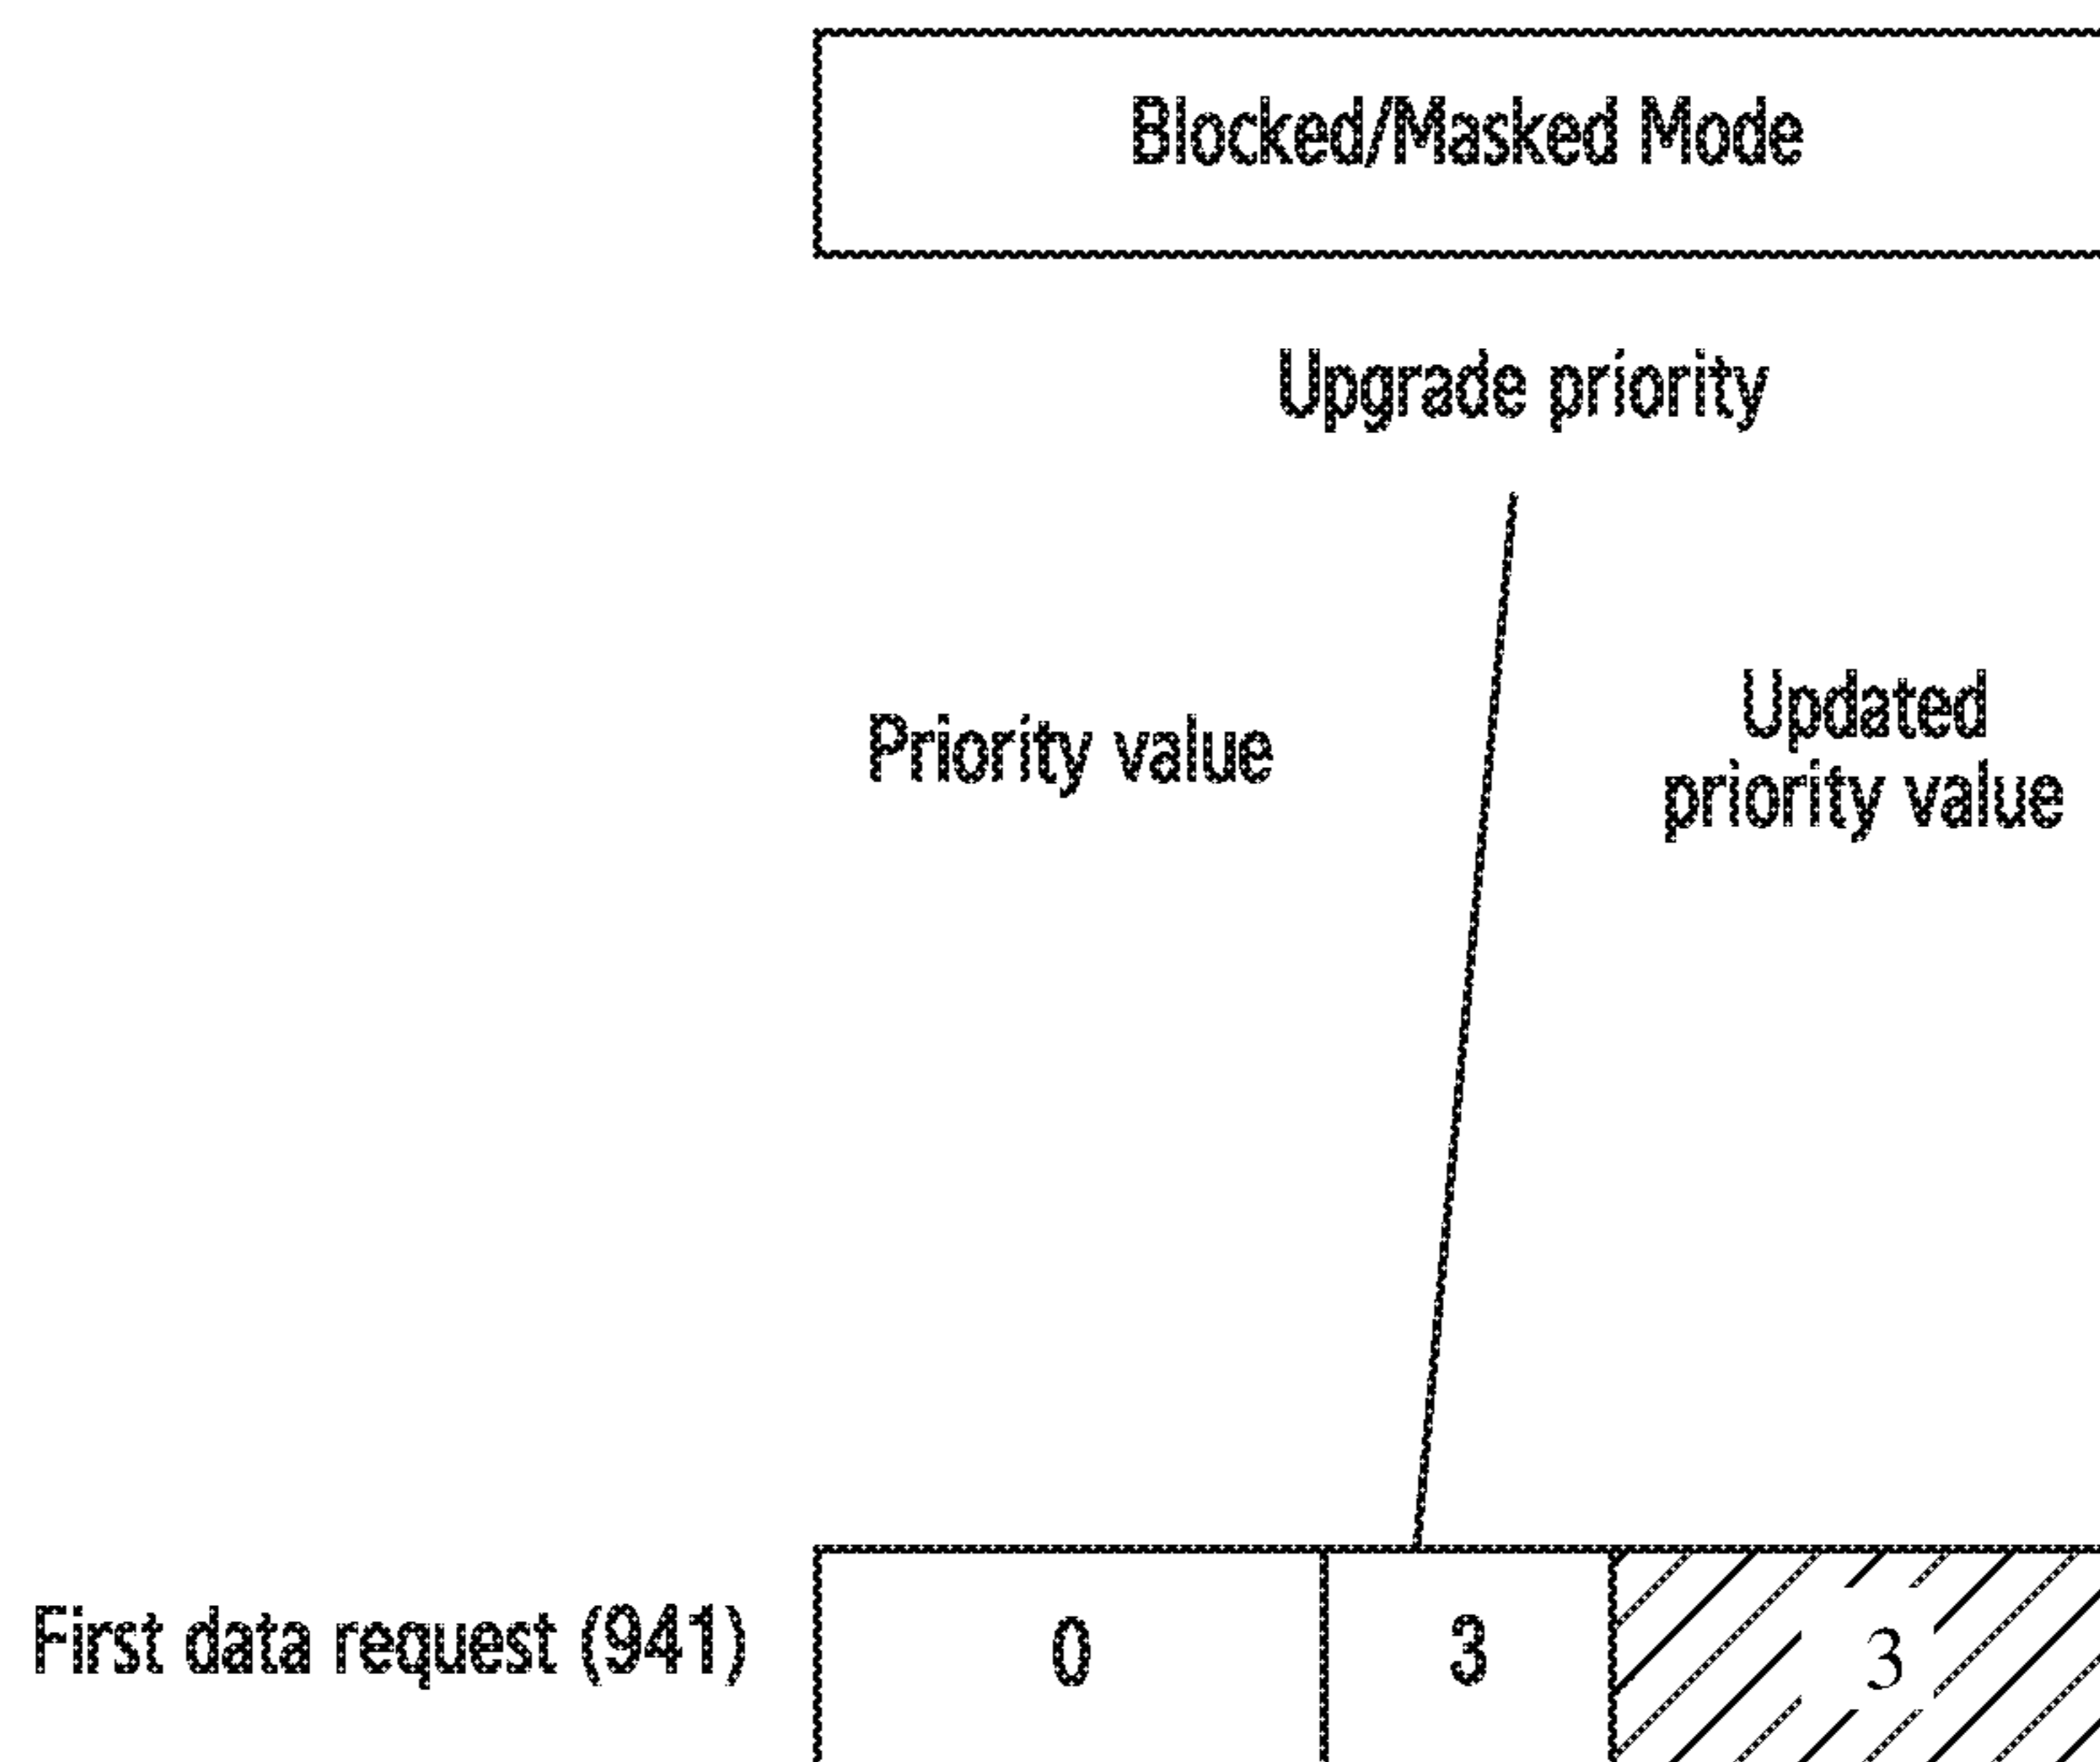 Blocked/Masked Mode
Upgrade priority
Priority value
Updated
priority value
First data request (941) 0 3 3